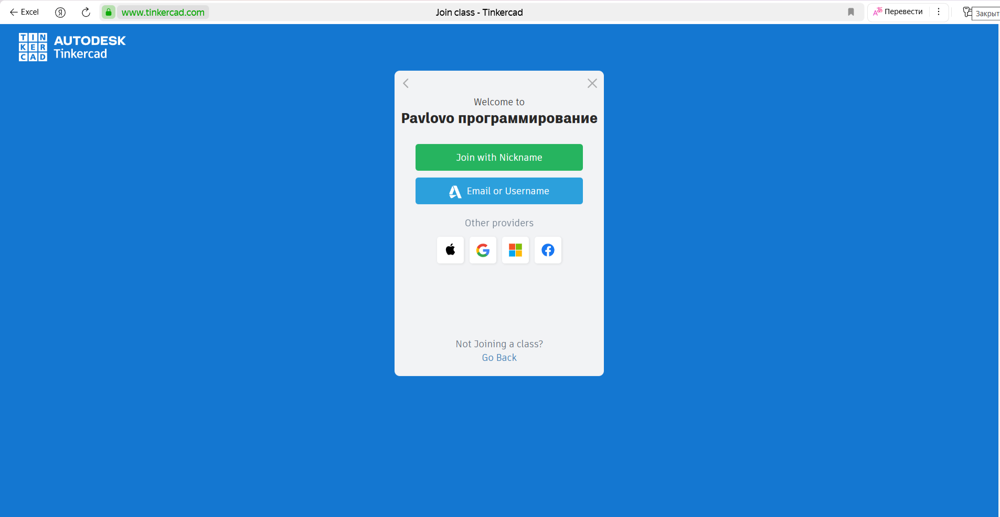 Excel
www.tinkercad.com
Join class - Tinkercad
Перевести
Закрыт
TIN
KER
CAD
AUTODESK
Tinkercad
Welcome to
Pavlovo программирование
Join with Nickname
Email or Username
Other providers
Not Joining a class?
Go Back